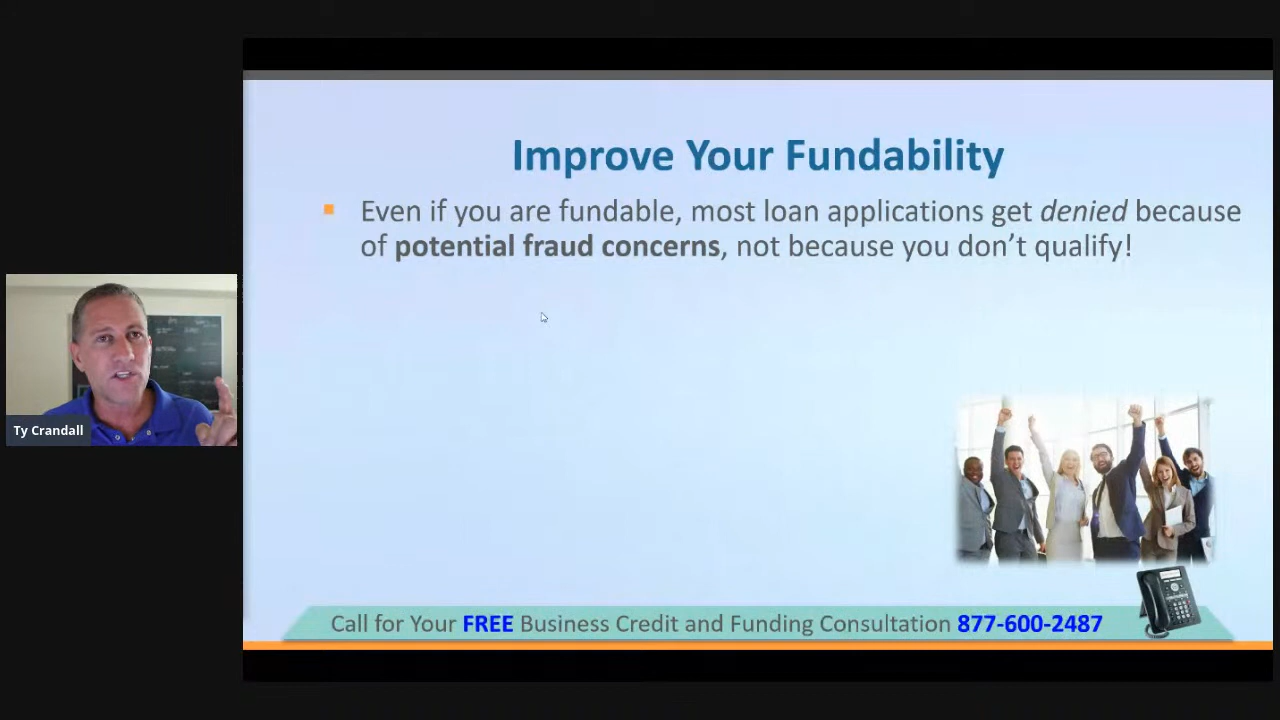 Improve Your Fundability
Even if you are fundable, most loan applications get denied because
of potential fraud concerns, not because you don't qualify!
Ty Crandall
Call for Your FREE Business Credit and Funding Consultation 877-600-2487